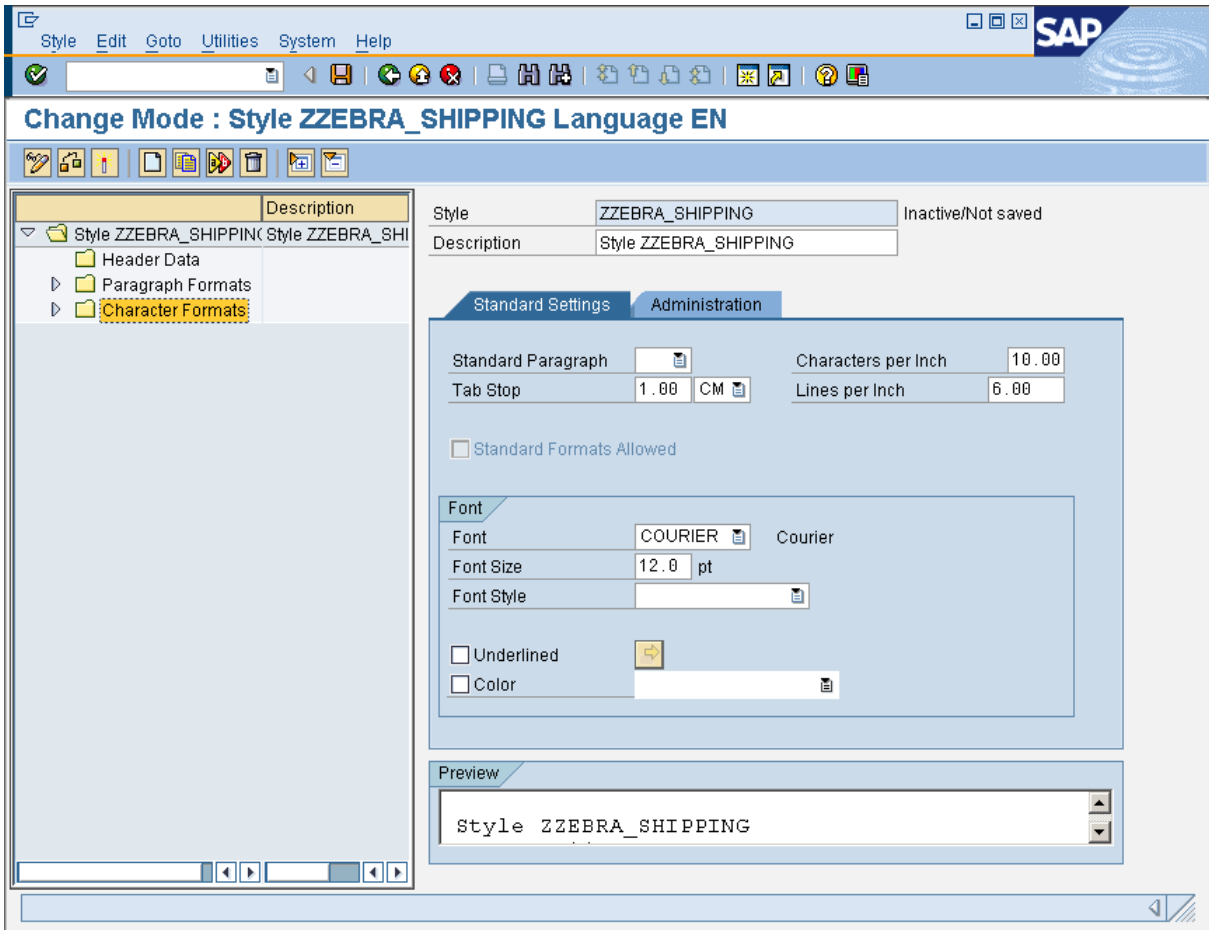 Style Edit Goto Utilities System Help
SAP
Change Mode : Style ZZEBRA_SHIPPING Language EN
Description
Style ZZEBRA_SHIPPIN( Style ZZEBRA_SHI
Header Data
Paragraph Formats
Character Formats
Style ZZEBRA_SHIPPING Inactive/Not saved
Description Style ZZEBRA_SHIPPING
Standard Settings Administration
Standard Paragraph Characters per Inch 10.00
Tab Stop 1.00 CM Lines per Inch 6.00
Standard Formats Allowed
Font
Font COURIER Courier
Font Size 12.0 pt
Font Style
Underlined
Color
Preview
Style ZZEBRA_SHIPPING